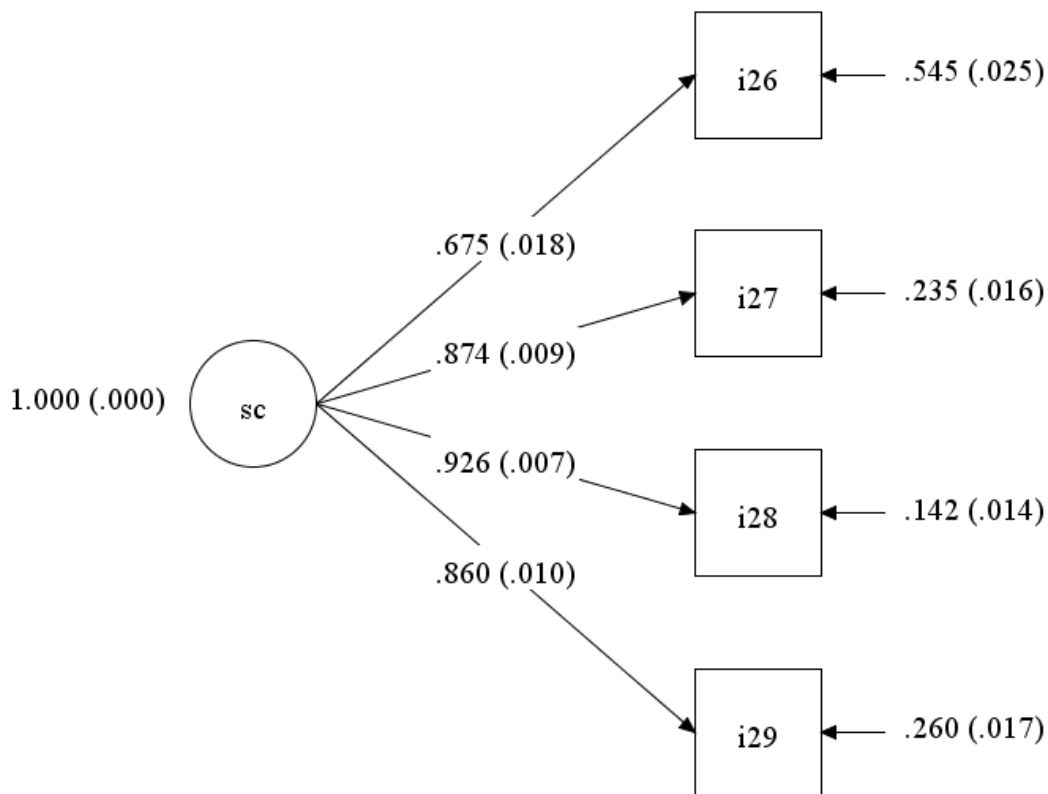 i26
.545 (.025)
.675 (.018)
i27
.235 (.016)
.874 (.009)
1.000 (.000)
sc
.926 (.007)
i28
.142 (.014)
.860 (.010)
i29
.260 (.017)